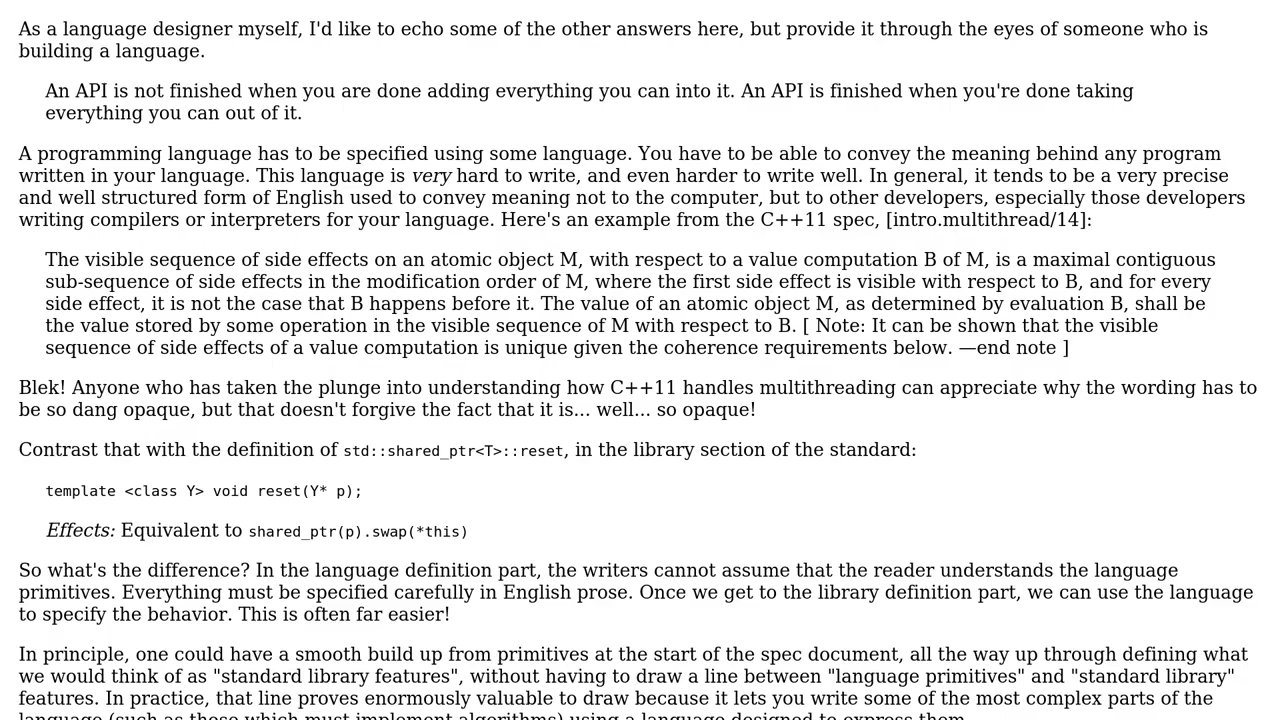 As a language designer myself, I'd like to echo some of the other answers here, but provide it through the eyes of someone who is
building a language.
An API is not finished when you are done adding everything you can into it. An API is finished when you're done taking
everything you can out of it.
A programming language has to be specified using some language. You have to be able to convey the meaning behind any program
written in your language. This language is very hard to write, and even harder to write well. In general, it tends to be a very precise
and well structured form of English used to convey meaning not to the computer, but to other developers, especially those developers
writing compilers or interpreters for your language. Here's an example from the C++11 spec, [intro.multithread/14]:
The visible sequence of side effects on an atomic object M, with respect to a value computation B of M, is a maximal contiguous
sub-sequence of side effects in the modification order of M, where the first side effect is visible with respect to B, and for every
side effect, it is not the case that B happens before it. The value of an atomic object M, as determined by evaluation B, shall be
the value stored by some operation in the visible sequence of M with respect to B. [ Note: It can be shown that the visible
sequence of side effects of a value computation is unique given the coherence requirements below. —end note ]
Blek! Anyone who has taken the plunge into understanding how C++11 handles multithreading can appreciate why the wording has to
be so dang opaque, but that doesn't forgive the fact that it is... well... so opaque!
Contrast that with the definition of std::shared_ptr<T>::reset, in the library section of the standard:
template <class Y> void reset(Y* p);
Effects: Equivalent to shared_ptr(p).swap(*this)
So what's the difference? In the language definition part, the writers cannot assume that the reader understands the language
primitives. Everything must be specified carefully in English prose. Once we get to the library definition part, we can use the language
to specify the behavior. This is often far easier!
In principle, one could have a smooth build up from primitives at the start of the spec document, all the way up through defining what
we would think of as "standard library features", without having to draw a line between "language primitives" and "standard library"
features. In practice, that line proves enormously valuable to draw because it lets you write some of the most complex parts of the
language (such as those which must implement algorithms) using a language designed to express them.